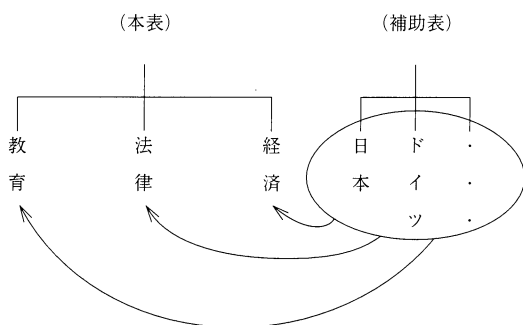 （本表）
（補助表）
教育
法律
経済
日本
ドイツ
・・・